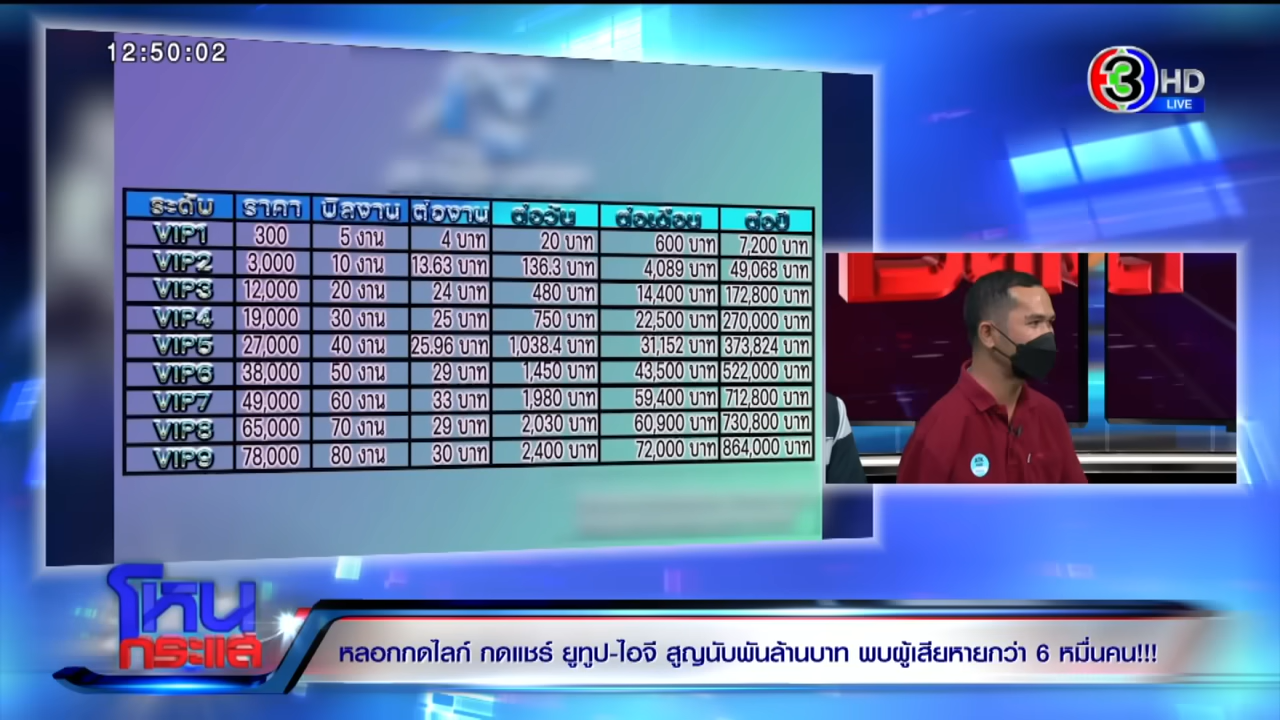 12:50:02
3 HD
LIVE
ระดับ ราคา ปริมาณงาน ต่องาน ต่อวัน ต่อเดือน ต่อปี
VIP1 300 5 งาน 4 บาท 20 บาท 600 บาท 7,200 บาท
VIP2 3,000 10 งาน 13.63 บาท 136.3 บาท 4,089 บาท 49,068 บาท
VIP3 12,000 20 งาน 24 บาท 480 บาท 14,400 บาท 172,800 บาท
VIP4 19,000 30 งาน 25 บาท 750 บาท 22,500 บาท 270,000 บาท
VIP5 27,000 40 งาน 25.96 บาท 1,038.4 บาท 31,152 บาท 373,824 บาท
VIP6 38,000 50 งาน 29 บาท 1,450 บาท 43,500 บาท 522,000 บาท
VIP7 49,000 60 งาน 33 บาท 1,980 บาท 59,400 บาท 712,800 บาท
VIP8 65,000 70 งาน 29 บาท 2,030 บาท 60,900 บาท 730,800 บาท
VIP9 78,000 80 งาน 30 บาท 2,400 บาท 72,000 บาท 864,000 บาท
โหนกระแส
หลอกกดไลก์ กดแชร์ ยูทูป-ไอจี สูญนับพันล้านบาท พบผู้เสียหายกว่า 6 หมื่นคน!!!